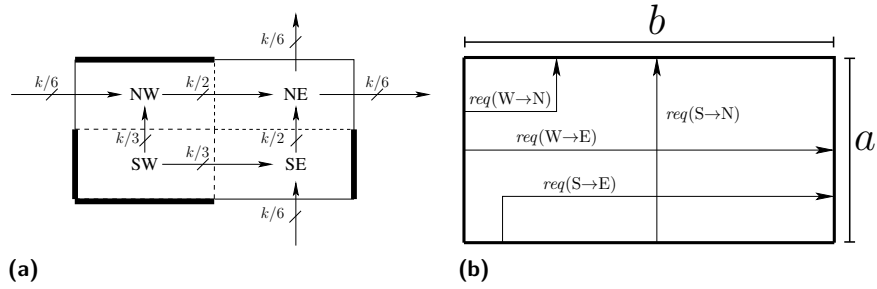 k/6
k/6
NW
k/2
NE
k/6
k/3
k/2
SW
k/3
SE
k/6
(a)
b
req(W→N)
req(S→N)
req(W→E)
a
req(S→E)
(b)